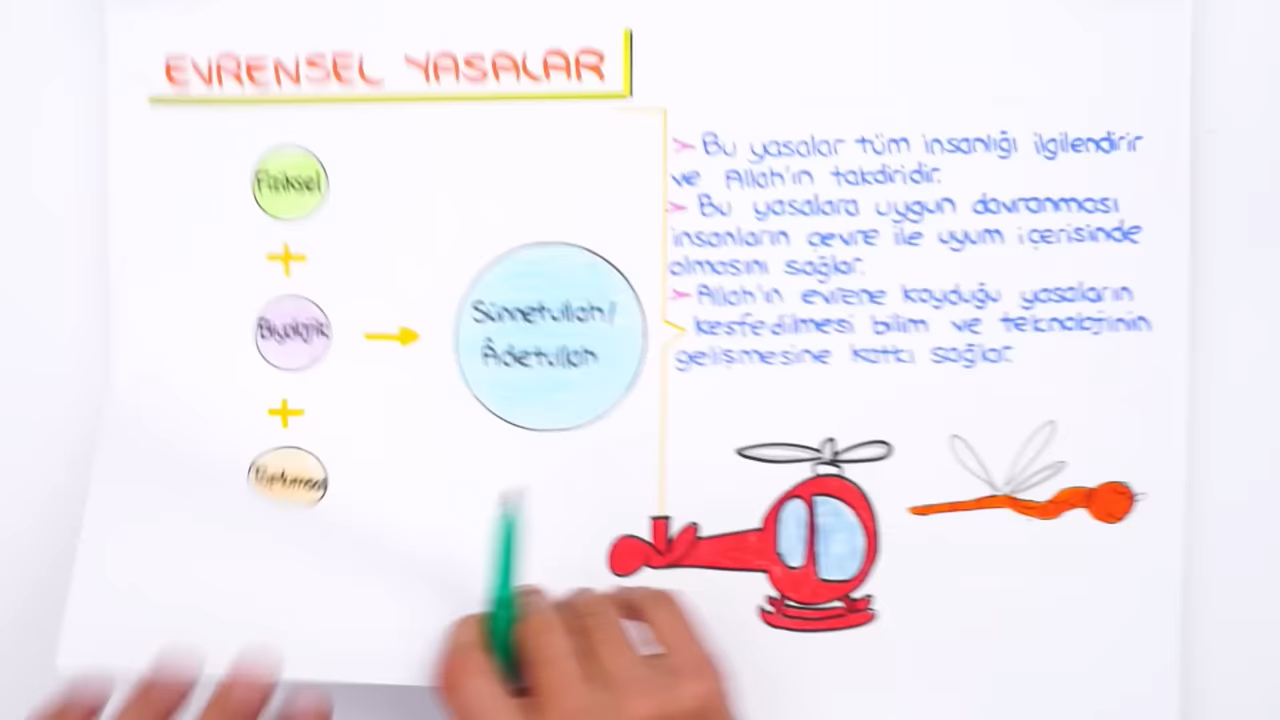 EVRENSEL YASALAR
Fiziksel
+
Biyolojik
+
Toplumsal
Sünnetullah/
Âdetullah
> Bu yasalar tüm insanlığı ilgilendirir
ve Allah'ın takdiridir.
> Bu yasalara uygun davranması
insanların çevre ile uyum içerisinde
olmasını sağlar.
> Allah'ın evrene koyduğu yasaların
kesfedilmesi bilim ve teknolojinin
gelişmesine katkı sağlar.